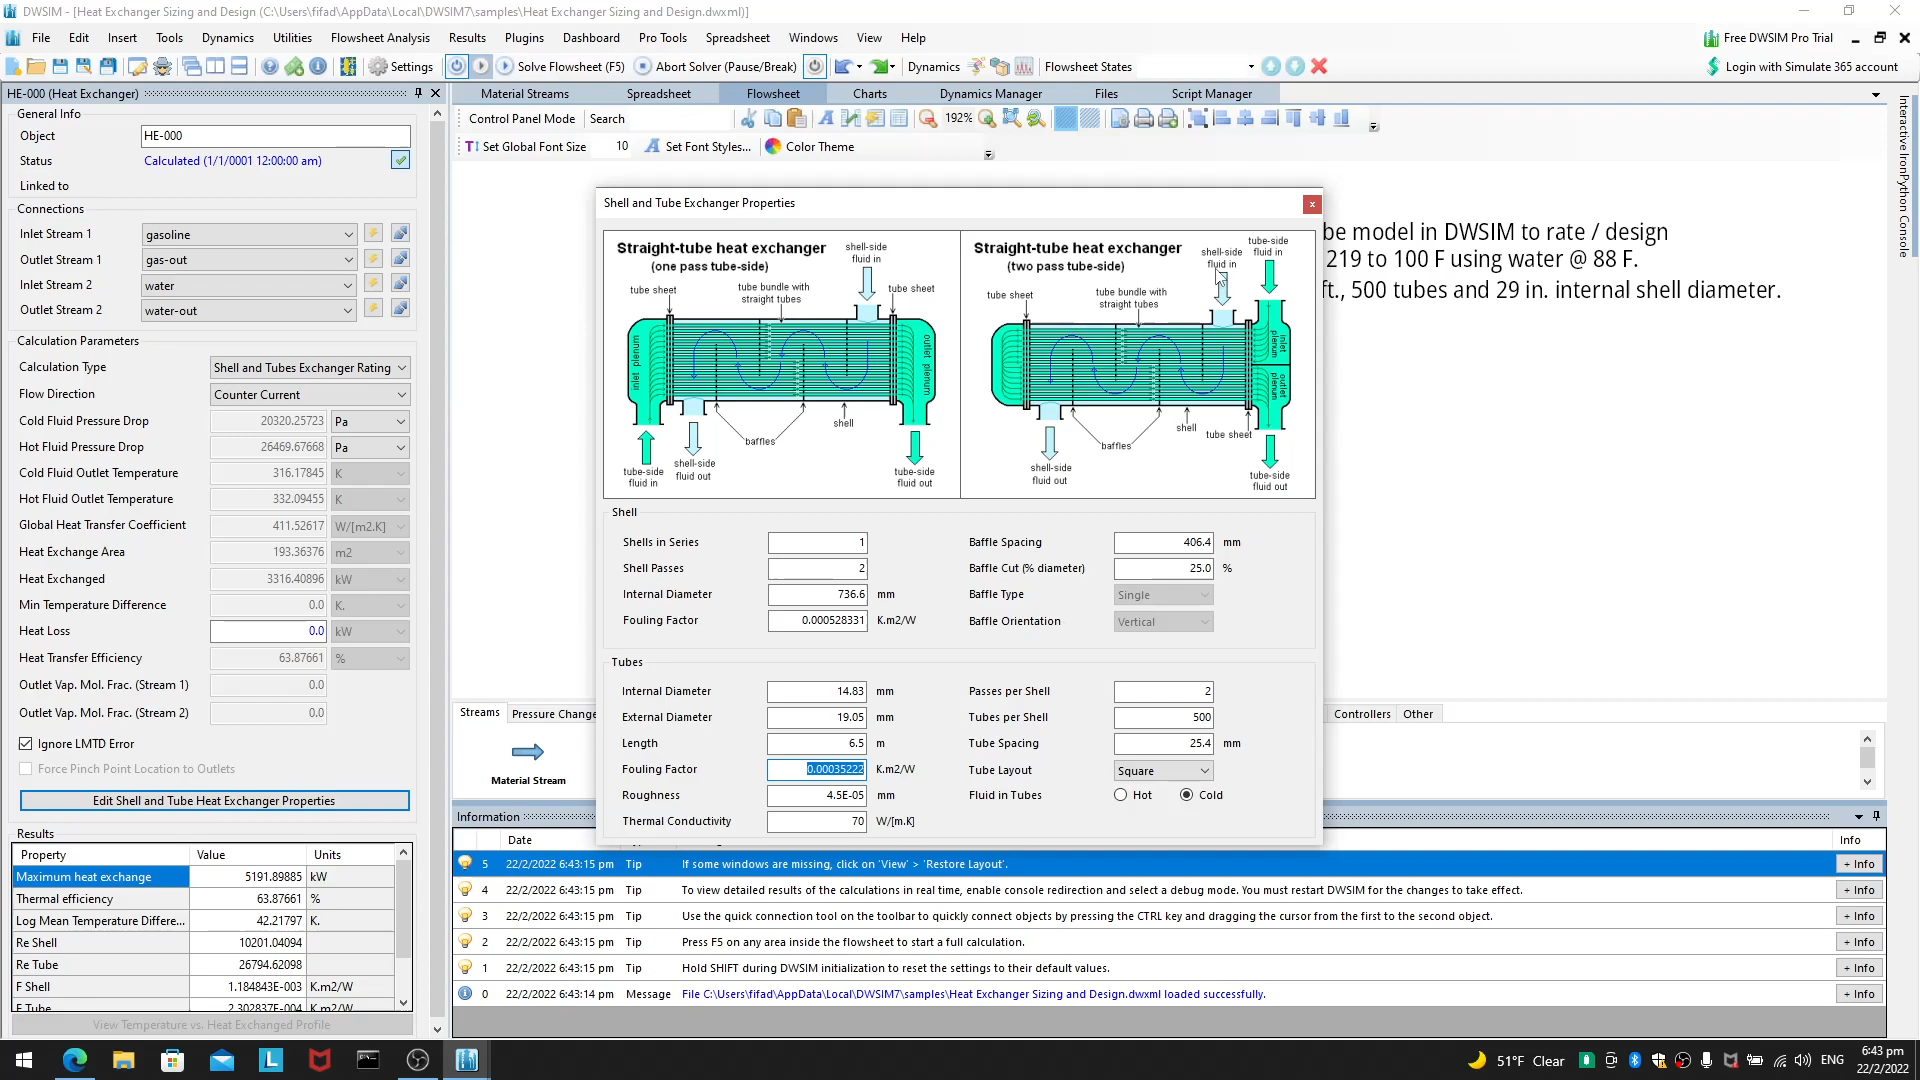 DWSIM - [Heat Exchanger Sizing and Design (C:\Users\fifad\AppData\Local\DWSIM7\samples\Heat Exchanger Sizing and Design.dwxml)]
File Edit Insert Tools Dynamics Utilities Flowsheet Analysis Results Plugins Dashboard Pro Tools Spreadsheet Windows View Help Free DWSIM Pro Trial
Settings Solve Flowsheet (F5) Abort Solver (Pause/Break) Dynamics Flowsheet States Login with Simulate 365 account
HE-000 (Heat Exchanger)
General Info
Object HE-000
Status Calculated (1/1/0001 12:00:00 am)
Linked to
Connections
Inlet Stream 1 gasoline
Outlet Stream 1 gas-out
Inlet Stream 2 water
Outlet Stream 2 water-out
Calculation Parameters
Calculation Type Shell and Tubes Exchanger Rating
Flow Direction Counter Current
Cold Fluid Pressure Drop 20320.25723 Pa
Hot Fluid Pressure Drop 26469.67668 Pa
Cold Fluid Outlet Temperature 316.17845 K
Hot Fluid Outlet Temperature 332.09455 K
Global Heat Transfer Coefficient 411.52617 W/[m2.K]
Heat Exchange Area 193.36376 m2
Heat Exchanged 3316.40896 kW
Min Temperature Difference 0.0 K.
Heat Loss 0.0 kW
Heat Transfer Efficiency 63.87661 %
Outlet Vap. Mol. Frac. (Stream 1) 0.0
Outlet Vap. Mol. Frac. (Stream 2) 0.0
Ignore LMTD Error
Force Pinch Point Location to Outlets
Edit Shell and Tube Heat Exchanger Properties
Results
Property Value Units
Maximum heat exchange 5191.89885 kW
Thermal efficiency 63.87661 %
Log Mean Temperature Differe... 42.21797 K.
Re Shell 10201.04094
Re Tube 26794.62098
F Shell 1.184843E-003 K.m2/W
F Tube 2.302837E-004 K.m2/W
View Temperature vs. Heat Exchanged Profile
Material Streams Spreadsheet Flowsheet Charts Dynamics Manager Files Script Manager
Control Panel Mode Search 192%
Set Global Font Size 10 Set Font Styles... Color Theme
Interactive IronPython Console
be model in DWSIM to rate / design
219 to 100 F using water @ 88 F.
ft., 500 tubes and 29 in. internal shell diameter.
Shell and Tube Exchanger Properties
Straight-tube heat exchanger
(one pass tube-side)
shell-side
fluid in
tube sheet
tube bundle with
straight tubes
tube sheet
inlet plenum
outlet plenum
baffles
shell
tube-side
fluid in
shell-side
fluid out
tube-side
fluid out
Straight-tube heat exchanger
(two pass tube-side)
shell-side
fluid in
tube-side
fluid in
tube sheet
tube bundle with
straight tubes
inlet
plenum
outlet
plenum
baffles
shell
tube sheet
shell-side
fluid out
tube-side
fluid out
Shell
Shells in Series 1 Baffle Spacing 406.4 mm
Shell Passes 2 Baffle Cut (% diameter) 25.0 %
Internal Diameter 736.6 mm Baffle Type Single
Fouling Factor 0.000528331 K.m2/W Baffle Orientation Vertical
Tubes
Internal Diameter 14.83 mm Passes per Shell 2
External Diameter 19.05 mm Tubes per Shell 500
Length 6.5 m Tube Spacing 25.4 mm
Fouling Factor 0.00035222 K.m2/W Tube Layout Square
Roughness 4.5E-05 mm Fluid in Tubes Hot Cold
Thermal Conductivity 70 W/[m.K]
Streams Pressure Change Controllers Other
Material Stream
Information
Date Info
5 22/2/2022 6:43:15 pm Tip If some windows are missing, click on 'View' > 'Restore Layout'. + Info
4 22/2/2022 6:43:15 pm Tip To view detailed results of the calculations in real time, enable console redirection and select a debug mode. You must restart DWSIM for the changes to take effect. + Info
3 22/2/2022 6:43:15 pm Tip Use the quick connection tool on the toolbar to quickly connect objects by pressing the CTRL key and dragging the cursor from the first to the second object. + Info
2 22/2/2022 6:43:15 pm Tip Press F5 on any area inside the flowsheet to start a full calculation. + Info
1 22/2/2022 6:43:15 pm Tip Hold SHIFT during DWSIM initialization to reset the settings to their default values. + Info
0 22/2/2022 6:43:14 pm Message File C:\Users\fifad\AppData\Local\DWSIM7\samples\Heat Exchanger Sizing and Design.dwxml loaded successfully. + Info
51°F Clear ENG 6:43 pm
22/2/2022